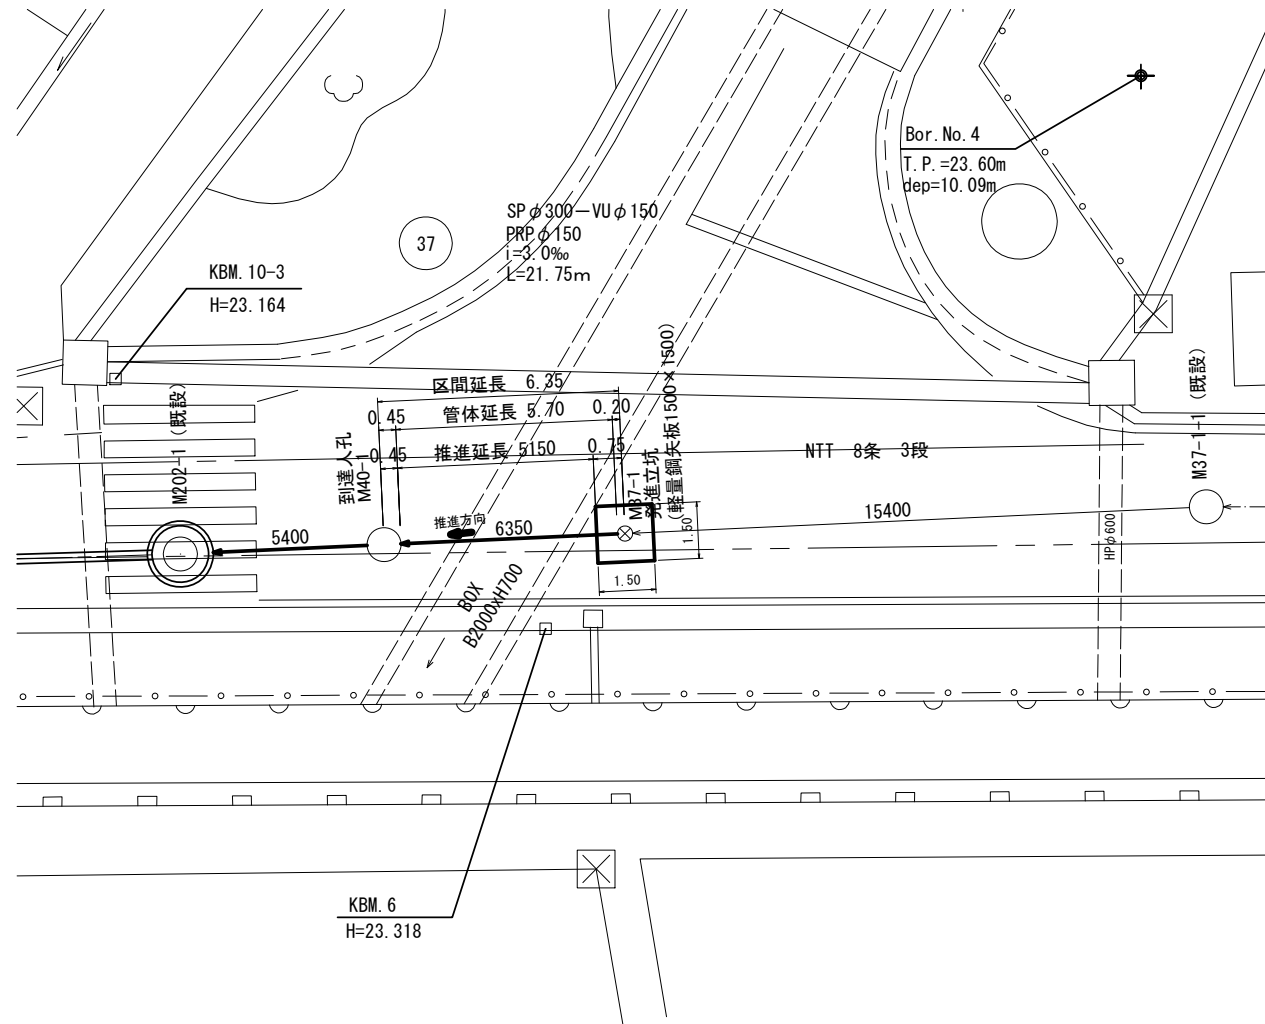 Bor.No.4
T.P.=23.60m
dep=10.09m
SPφ300－VUφ150
PRPφ150
i=3.0‰
L=21.75m
37
KBM.10-3
H=23.164
区間延長 6.35
0.45 管体延長 5.70 0.20
0.45 推進延長 5150 0.75
到達人孔
M40-1
M202-1（既設）
M37-1
発進立坑
(軽量鋼矢板1500×1500)
NTT 8条 3段
M37-1-1（既設）
推進方向
5400
6350
15400
1.50
1.50
HPφ600
BOX
B2000xH700
KBM.6
H=23.318